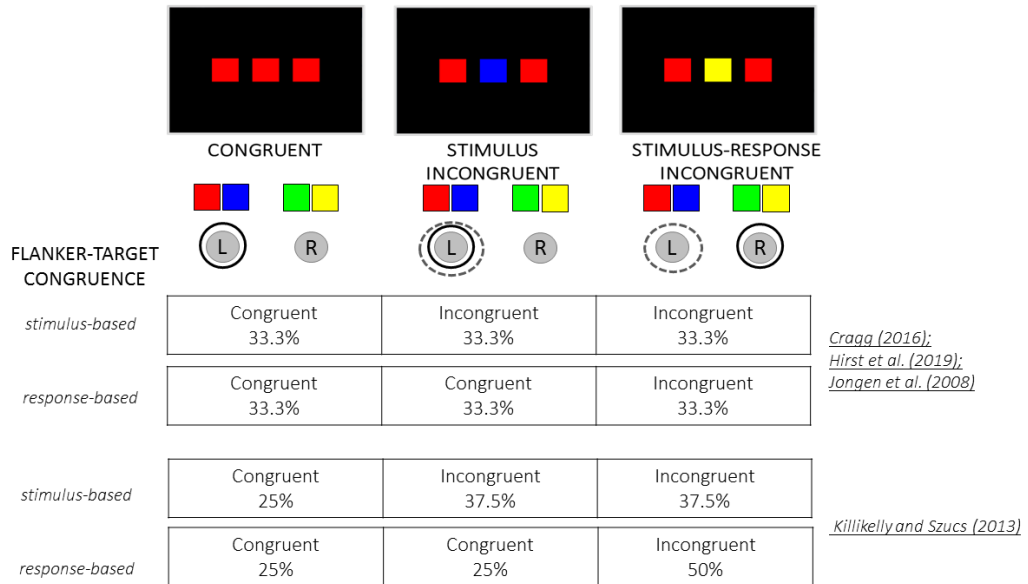 CONGRUENT
STIMULUS
INCONGRUENT
STIMULUS-RESPONSE
INCONGRUENT
L R
L R
L R
FLANKER-TARGET
CONGRUENCE
stimulus-based
Congruent
33.3%
Incongruent
33.3%
Incongruent
33.3%
response-based
Congruent
33.3%
Congruent
33.3%
Incongruent
33.3%
Cragg (2016);
Hirst et al. (2019);
Jongen et al. (2008)
stimulus-based
Congruent
25%
Incongruent
37.5%
Incongruent
37.5%
response-based
Congruent
25%
Congruent
25%
Incongruent
50%
Killikelly and Szucs (2013)